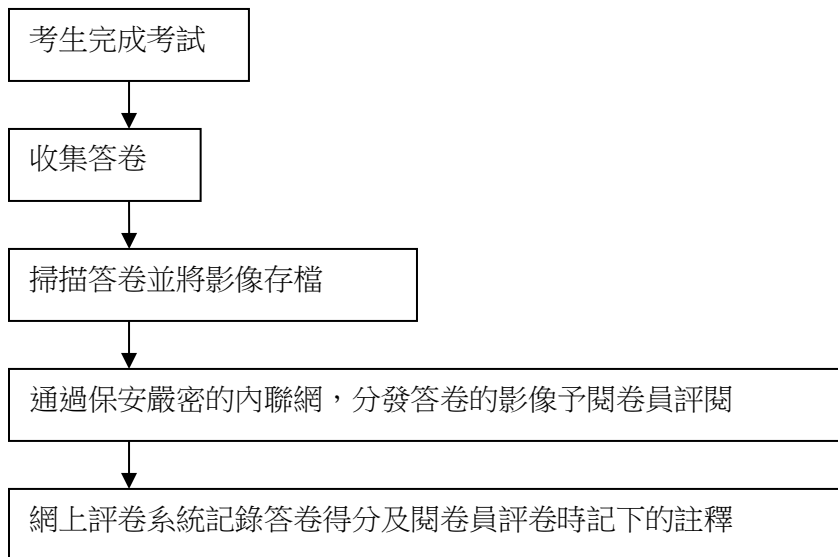 考生完成考試
收集答卷
掃描答卷並將影像存檔
通過保安嚴密的內聯網，分發答卷的影像予閱卷員評閱
網上評卷系統記錄答卷得分及閱卷員評卷時記下的註釋